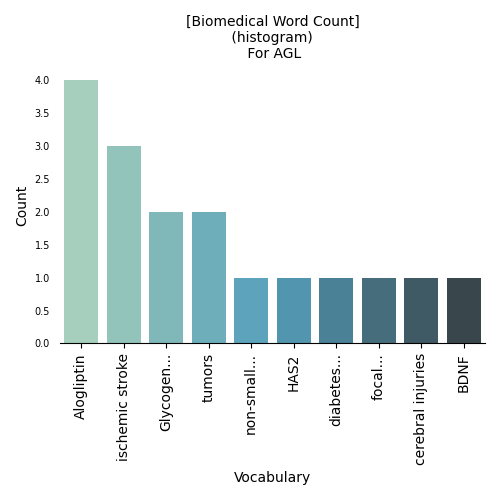 [Biomedical Word Count]
(histogram)
For AGL
4.0
3.5
3.0
2.5
2.0
1.5
1.0
0.5
0.0
Count
Alogliptin
ischemic stroke
Glycogen...
tumors
non-small...
HAS2
diabetes...
focal...
cerebral injuries
BDNF
Vocabulary